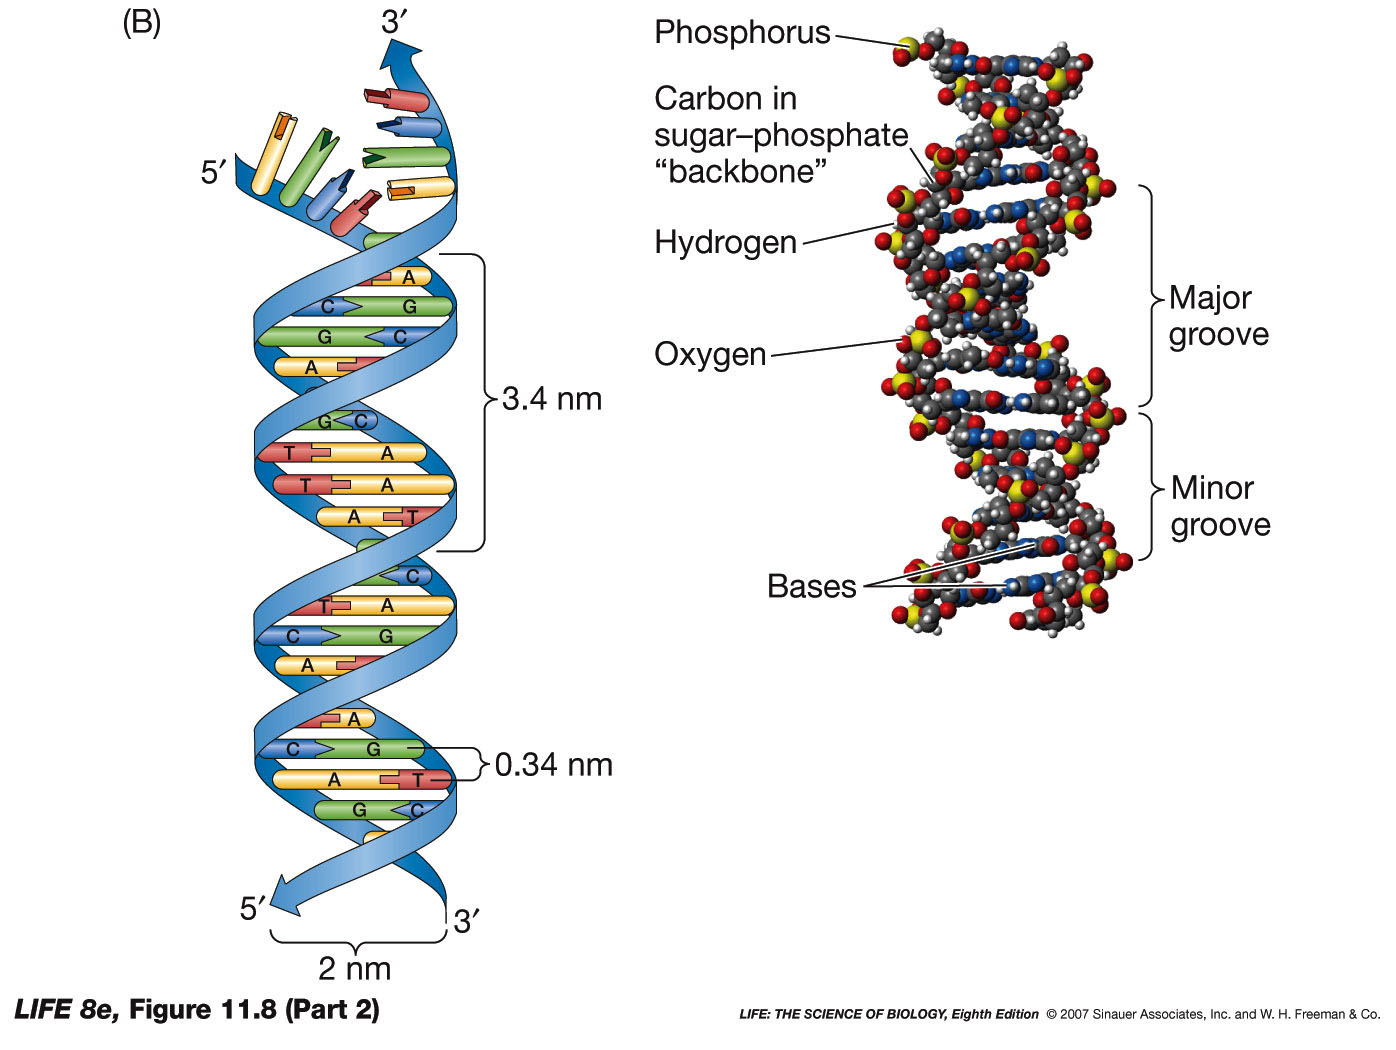 (B)
3′
5′
A
C G
G C
A
G C
T A
T A
A T
C
T A
C G
A
A
C G
A T
G C
3.4 nm
0.34 nm
5′
3′
2 nm
Phosphorus
Carbon in
sugar–phosphate
“backbone”
Hydrogen
Oxygen
Bases
Major
groove
Minor
groove
LIFE 8e, Figure 11.8 (Part 2)
LIFE: THE SCIENCE OF BIOLOGY, Eighth Edition © 2007 Sinauer Associates, Inc. and W. H. Freeman & Co.